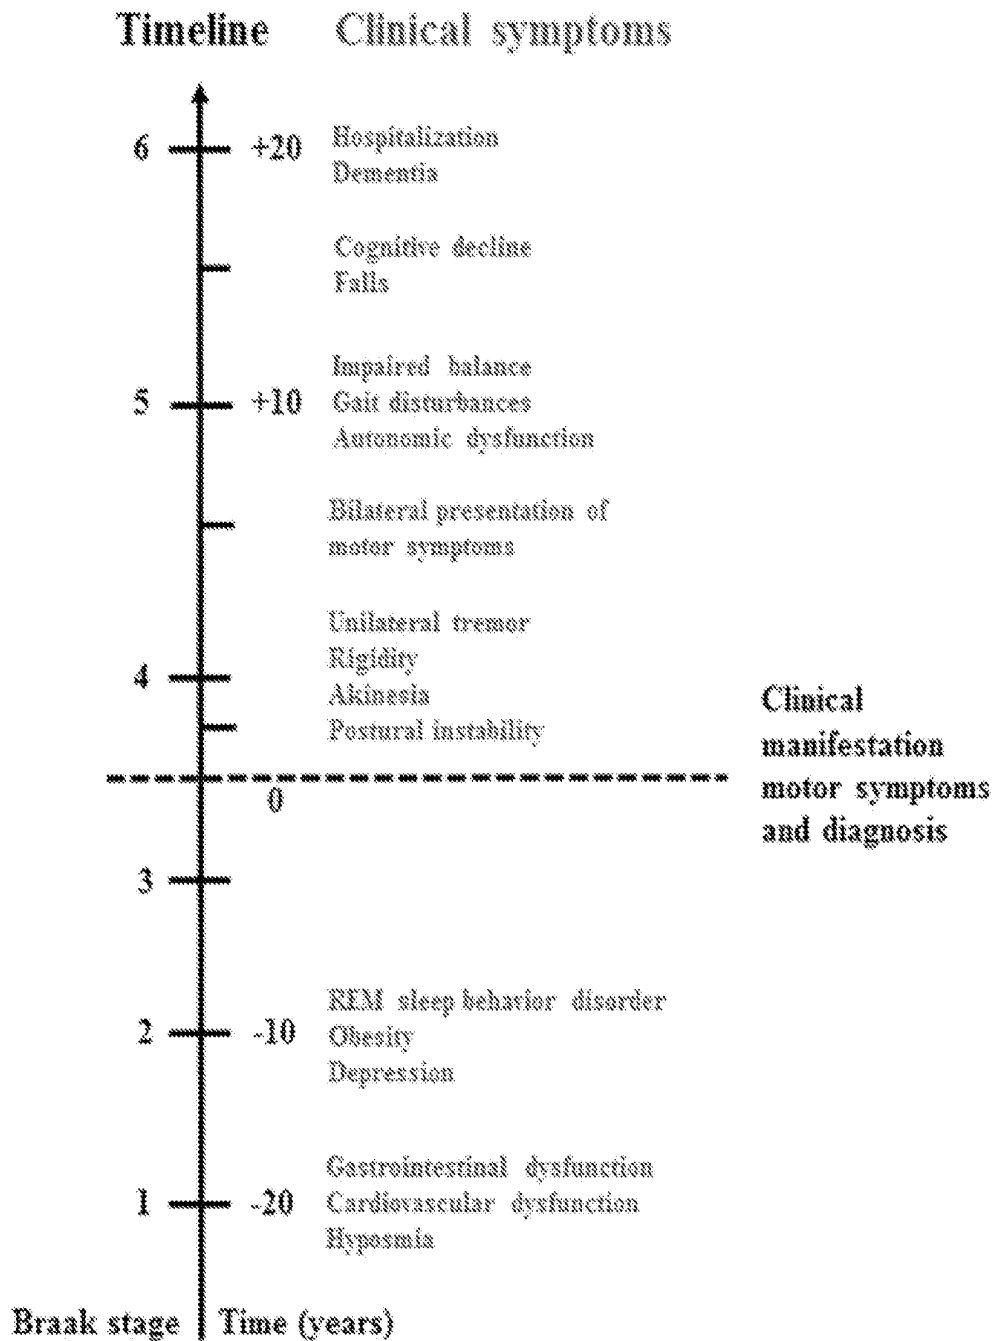 Timeline Clinical symptoms
6 +20 Hospitalization
Dementia
Cognitive decline
Falls
Impaired balance
5 +10 Gait disturbances
Autonomic dysfunction
Bilateral presentation of
motor symptoms
Unilateral tremor
Rigidity
4 Akinesia
Postural instability
Clinical
manifestation
motor symptoms
and diagnosis
0
3
REM sleep behavior disorder
2 -10 Obesity
Depression
Gastrointestinal dysfunction
1 -20 Cardiovascular dysfunction
Hyposmia
Braak stage Time (years)